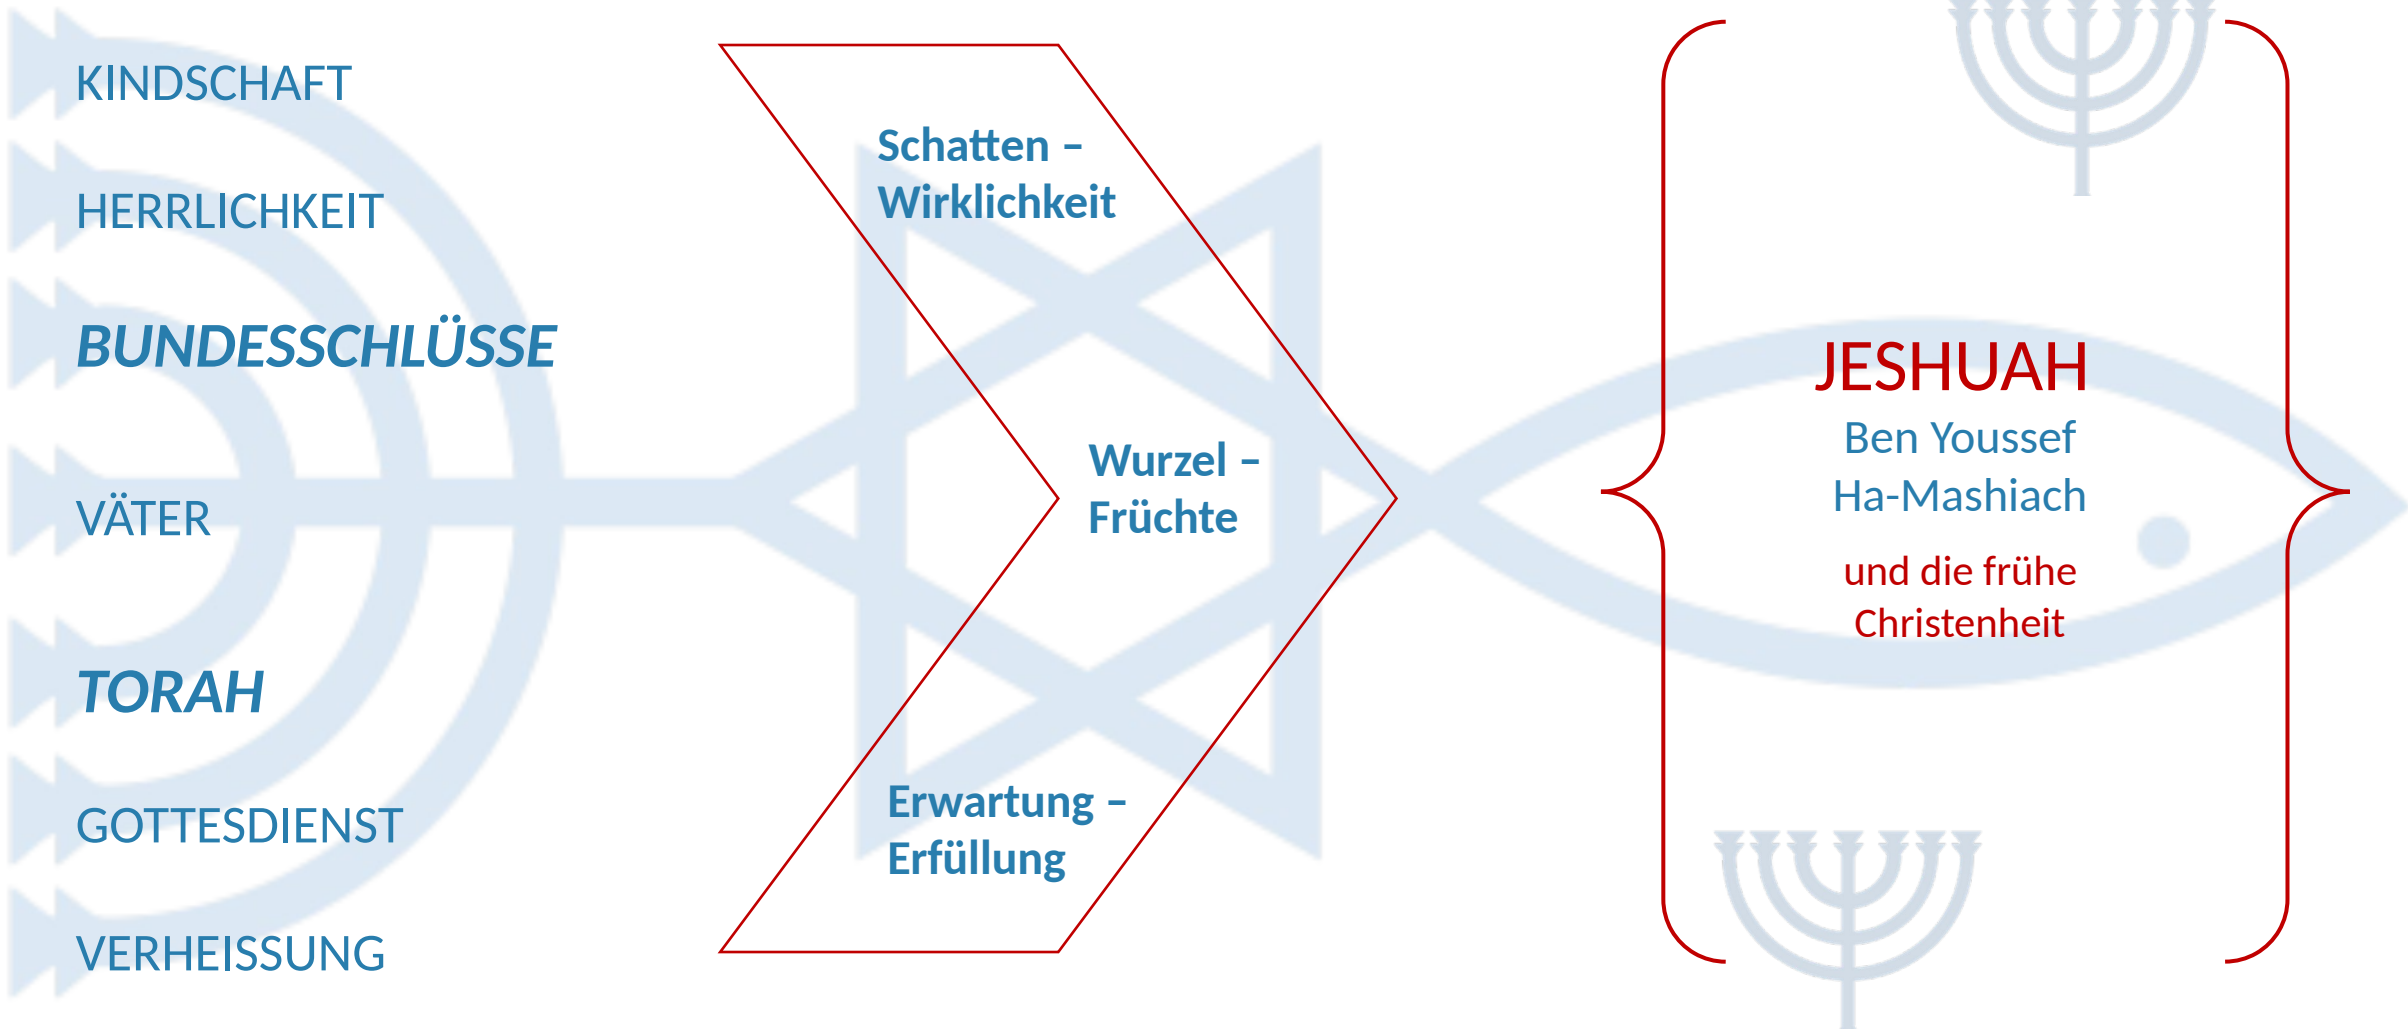 KINDSCHAFT
HERRLICHKEIT
BUNDESSCHLÜSSE
VÄTER
TORAH
GOTTESDIENST
VERHEISSUNG
Schatten –
Wirklichkeit
Wurzel –
Früchte
Erwartung –
Erfüllung
JESHUAH
Ben Youssef
Ha-Mashiach
und die frühe
Christenheit